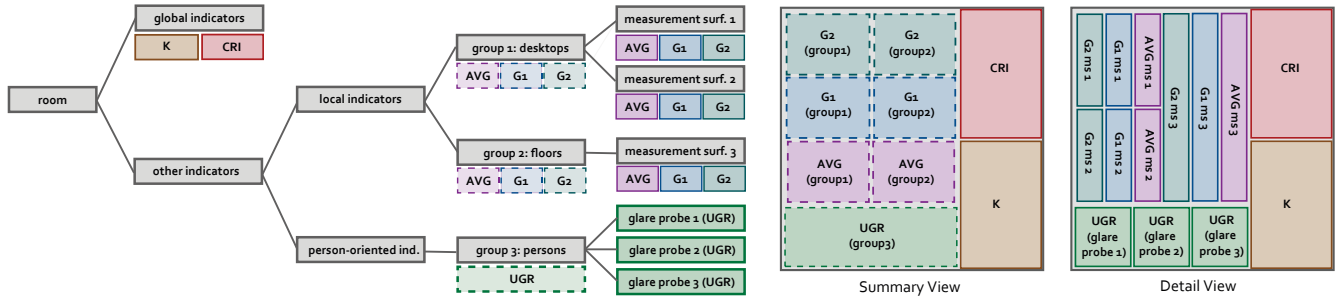 room
global indicators
K
CRI
other indicators
local indicators
person-oriented ind.
group 1: desktops
AVG
G1
G2
group 2: floors
AVG
G1
G2
group 3: persons
UGR
measurement surf. 1
AVG
G1
G2
measurement surf. 2
AVG
G1
G2
measurement surf. 3
AVG
G1
G2
glare probe 1 (UGR)
glare probe 2 (UGR)
glare probe 3 (UGR)
G2
(group1)
G2
(group2)
G1
(group1)
G1
(group2)
AVG
(group1)
AVG
(group2)
UGR
(group3)
CRI
K
Summary View
G2 ms 1
G1 ms 1
AVG ms 1
G2 ms 2
G1 ms 2
AVG ms 2
G2 ms 3
G1 ms 3
AVG ms 3
UGR
(glare
probe 1)
UGR
(glare
probe 2)
UGR
(glare
probe 3)
CRI
K
Detail View